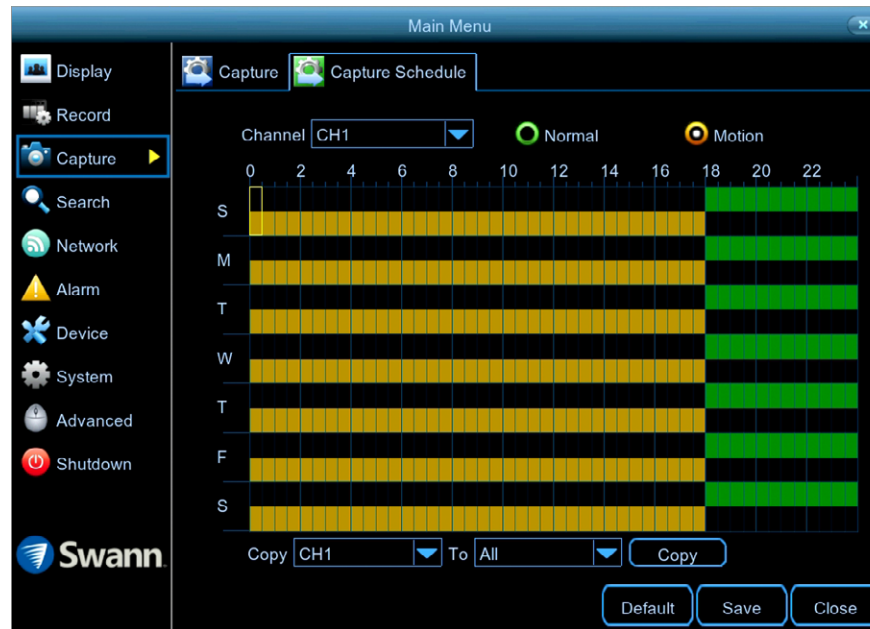 Main Menu
Display
Record
Capture
Search
Network
Alarm
Device
System
Advanced
Shutdown
Swann
Capture Capture Schedule
Channel CH1 Normal Motion
0 2 4 6 8 10 12 14 16 18 20 22
S
M
T
W
T
F
S
Copy CH1 To All Copy
Default Save Close